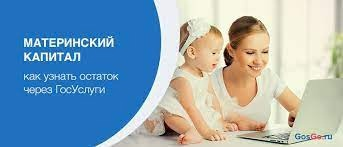 МАТЕРИНСКИЙ
КАПИТАЛ
как узнать остаток
через ГосУслуги
GosGo.ru